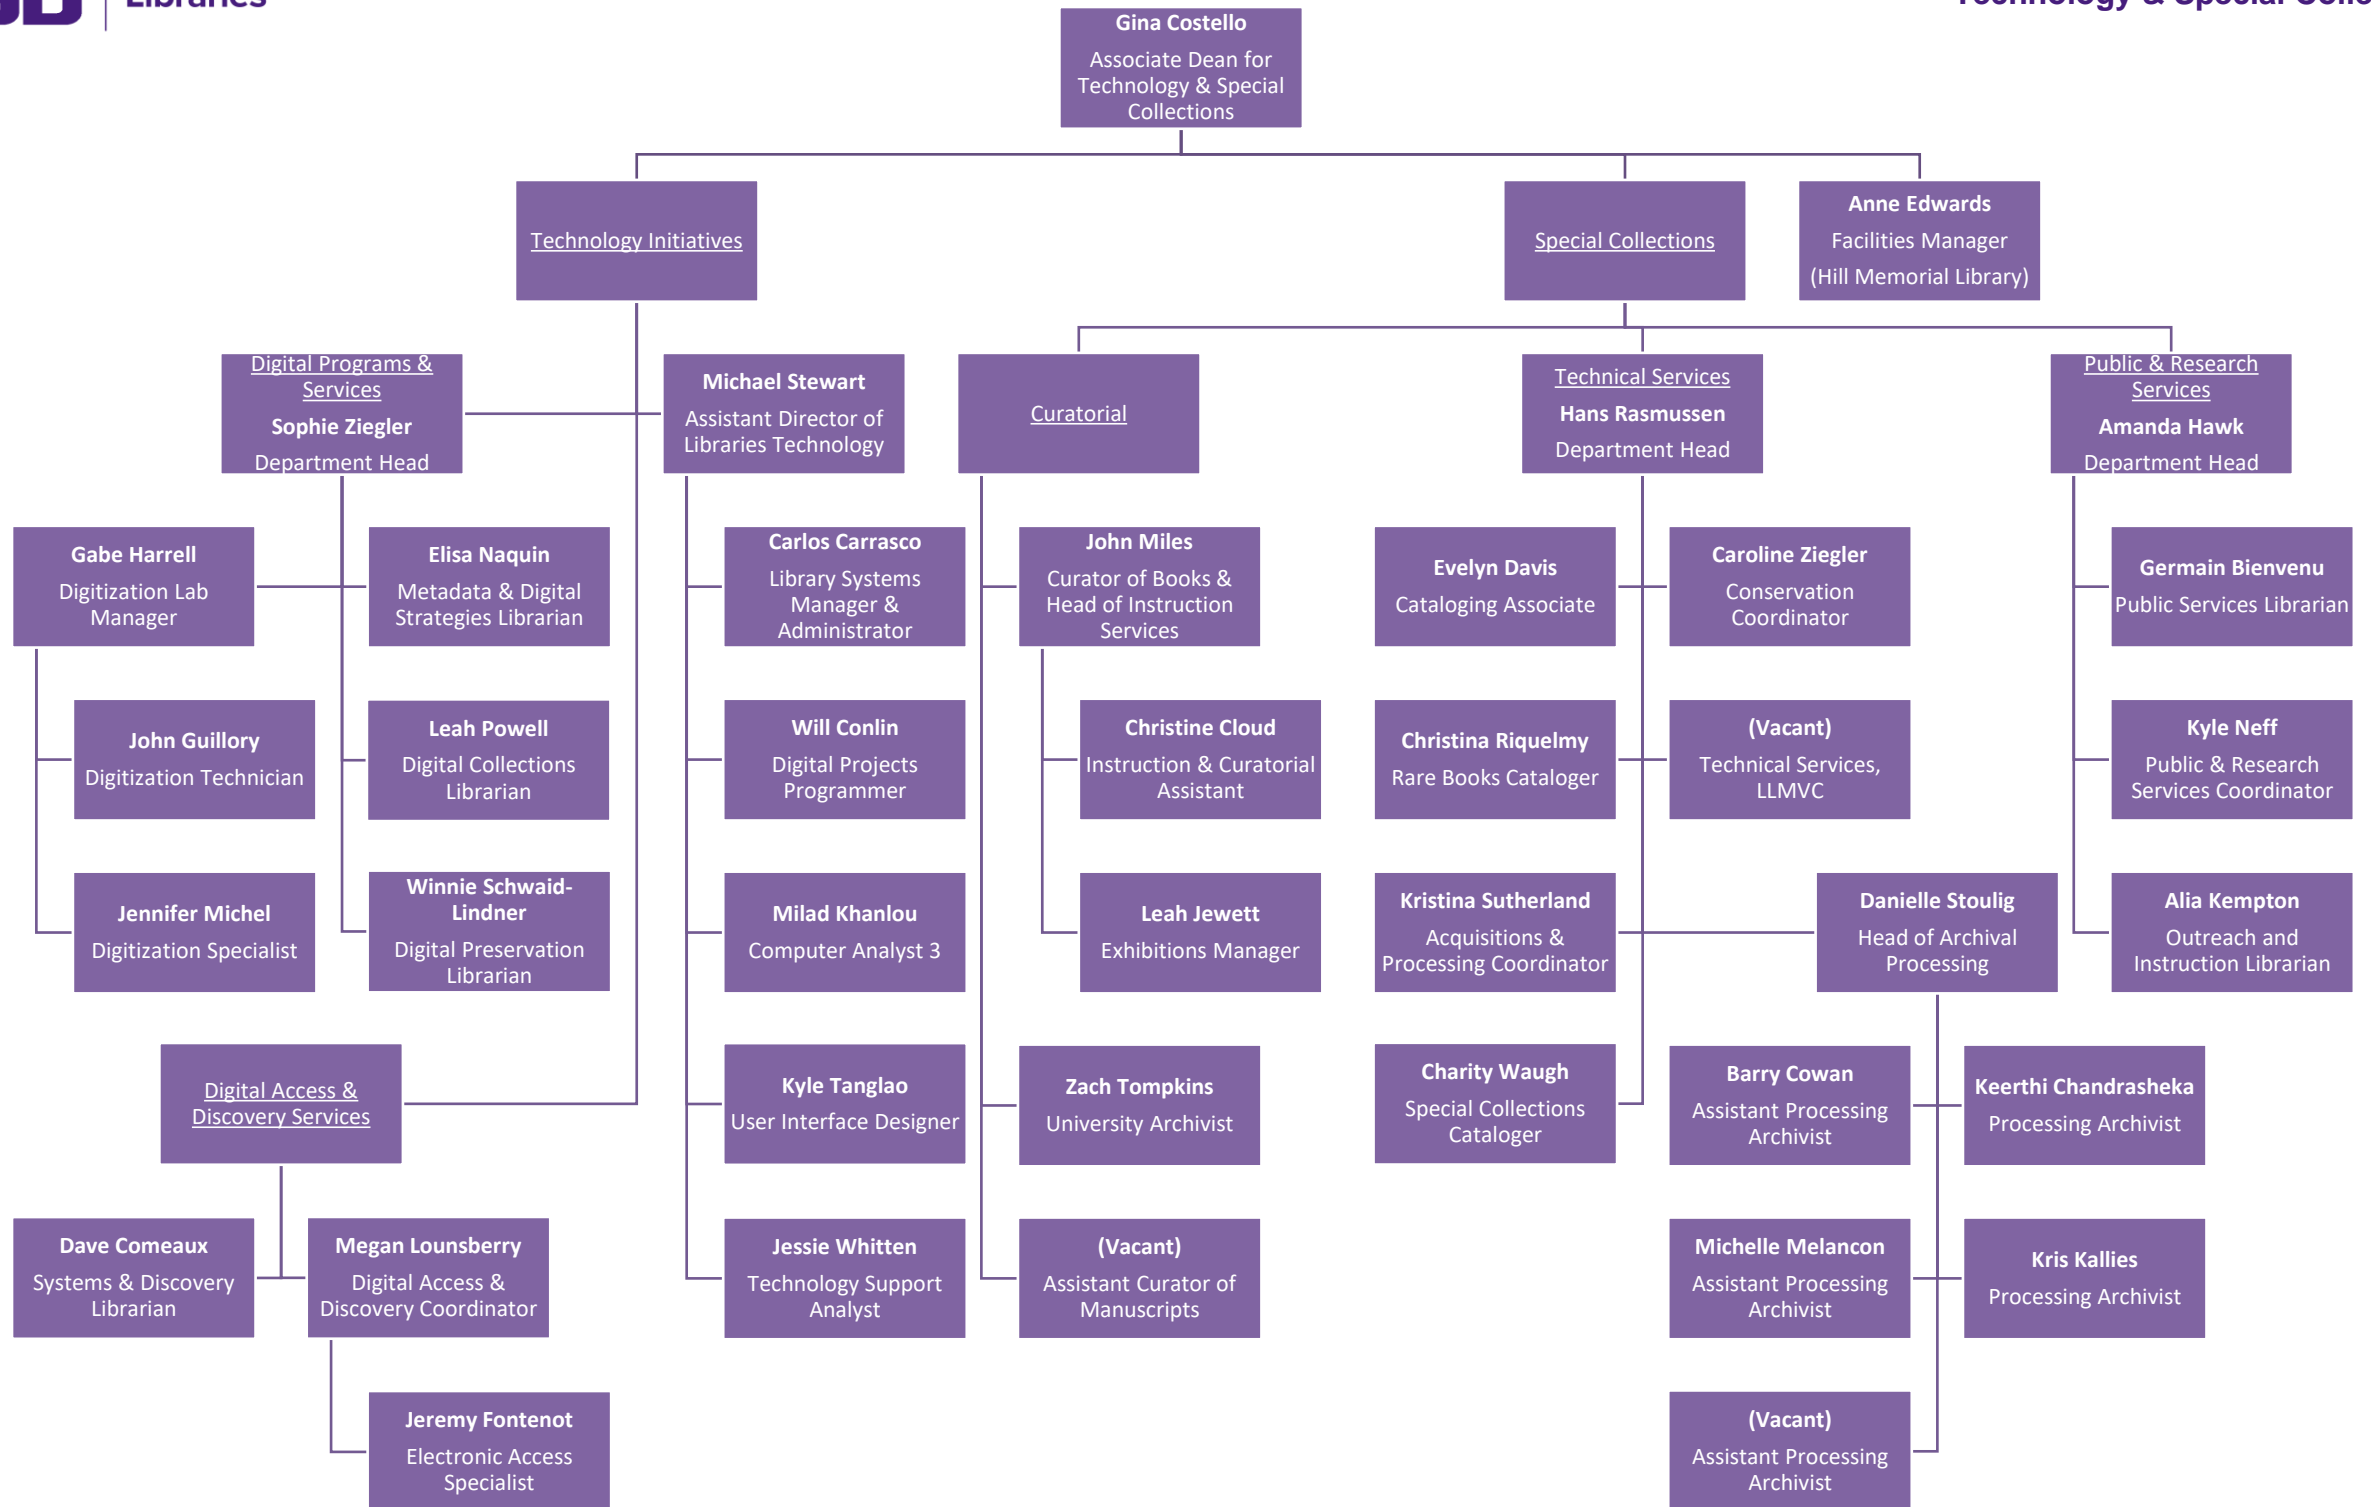 Libraries
Technology & Special
Gina Costello
Associate Dean for
Technology & Special
Collections
Technology Initiatives
Special Collections
Anne Edwards
Facilities Manager
(Hill Memorial Library)
Digital Programs &
Services
Sophie Ziegler
Department Head
Michael Stewart
Assistant Director of
Libraries Technology
Curatorial
Technical Services
Hans Rasmussen
Department Head
Public & Research
Services
Amanda Hawk
Department Head
Gabe Harrell
Digitization Lab
Manager
Elisa Naquin
Metadata & Digital
Strategies Librarian
Carlos Carrasco
Library Systems
Manager &
Administrator
John Miles
Curator of Books &
Head of Instruction
Services
Evelyn Davis
Cataloging Associate
Caroline Ziegler
Conservation
Coordinator
Germain Bienvenu
Public Services Librarian
John Guillory
Digitization Technician
Leah Powell
Digital Collections
Librarian
Will Conlin
Digital Projects
Programmer
Christine Cloud
Instruction & Curatorial
Assistant
Christina Riquelmy
Rare Books Cataloger
(Vacant)
Technical Services,
LLMVC
Kyle Neff
Public & Research
Services Coordinator
Jennifer Michel
Digitization Specialist
Winnie Schwaid-
Lindner
Digital Preservation
Librarian
Milad Khanlou
Computer Analyst 3
Leah Jewett
Exhibitions Manager
Kristina Sutherland
Acquisitions &
Processing Coordinator
Danielle Stoulig
Head of Archival
Processing
Alia Kempton
Outreach and
Instruction Librarian
Digital Access &
Discovery Services
Kyle Tanglao
User Interface Designer
Zach Tompkins
University Archivist
Charity Waugh
Special Collections
Cataloger
Barry Cowan
Assistant Processing
Archivist
Keerthi Chandrasheka
Processing Archivist
Dave Comeaux
Systems & Discovery
Librarian
Megan Lounsberry
Digital Access &
Discovery Coordinator
Jessie Whitten
Technology Support
Analyst
(Vacant)
Assistant Curator of
Manuscripts
Michelle Melancon
Assistant Processing
Archivist
Kris Kallies
Processing Archivist
Jeremy Fontenot
Electronic Access
Specialist
(Vacant)
Assistant Processing
Archivist